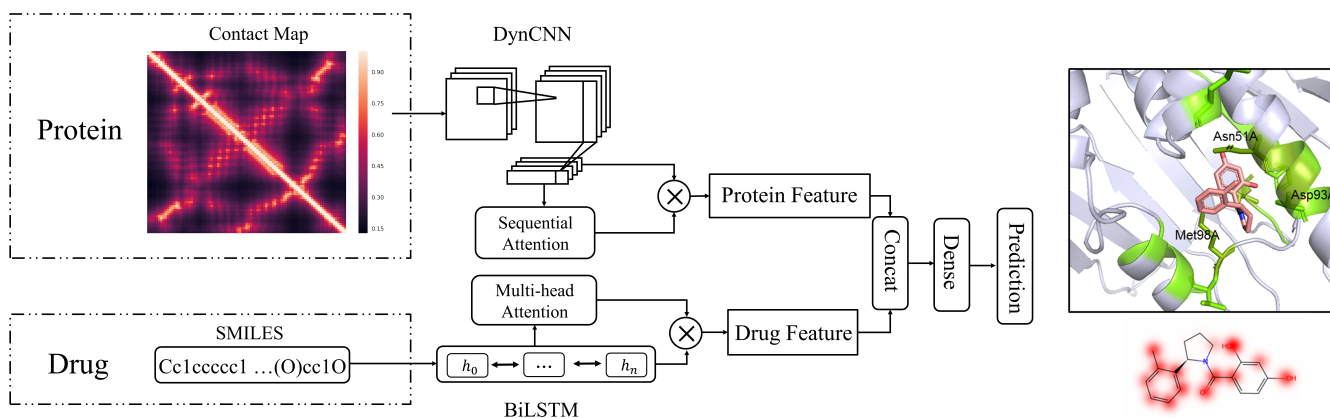 Contact Map
DynCNN
0.90
0.75
0.60
0.45
0.30
0.15
Protein
Sequential
Attention
Protein Feature
Multi-head
Attention
Drug
SMILES
Cc1ccccc1 …(O)cc1O
h₀
…
hₙ
BiLSTM
Drug Feature
Concat
Dense
Prediction
Asn51A
Asp93A
Met98A
N
O